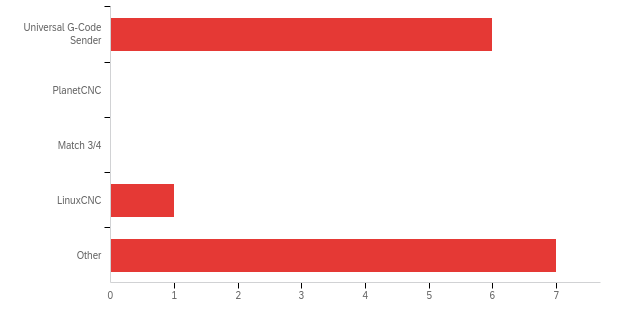 Universal G-Code
Sender
PlanetCNC
Match 3/4
LinuxCNC
Other
0 1 2 3 4 5 6 7